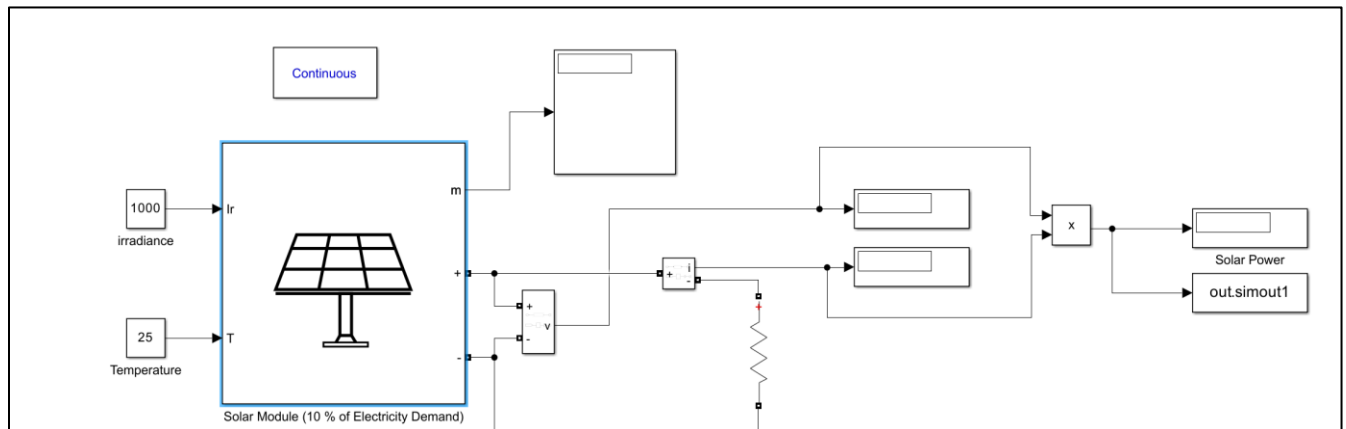 Continuous
1000
irradiance
25
Temperature
Ir
T
m
+
-
Solar Module (10 % of Electricity Demand)
+
-
v
+
i
-
+
x
Solar Power
out.simout1